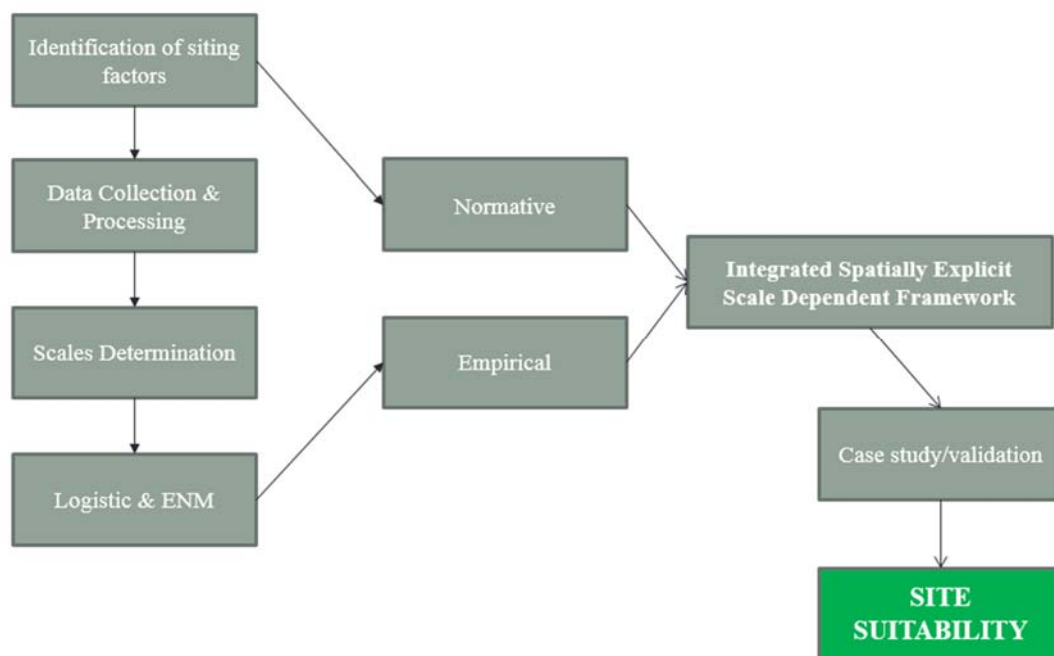 Identification of siting
factors
Data Collection &
Processing
Scales Determination
Logistic & ENM
Normative
Empirical
Integrated Spatially Explicit
Scale Dependent Framework
Case study/validation
SITE
SUITABILITY